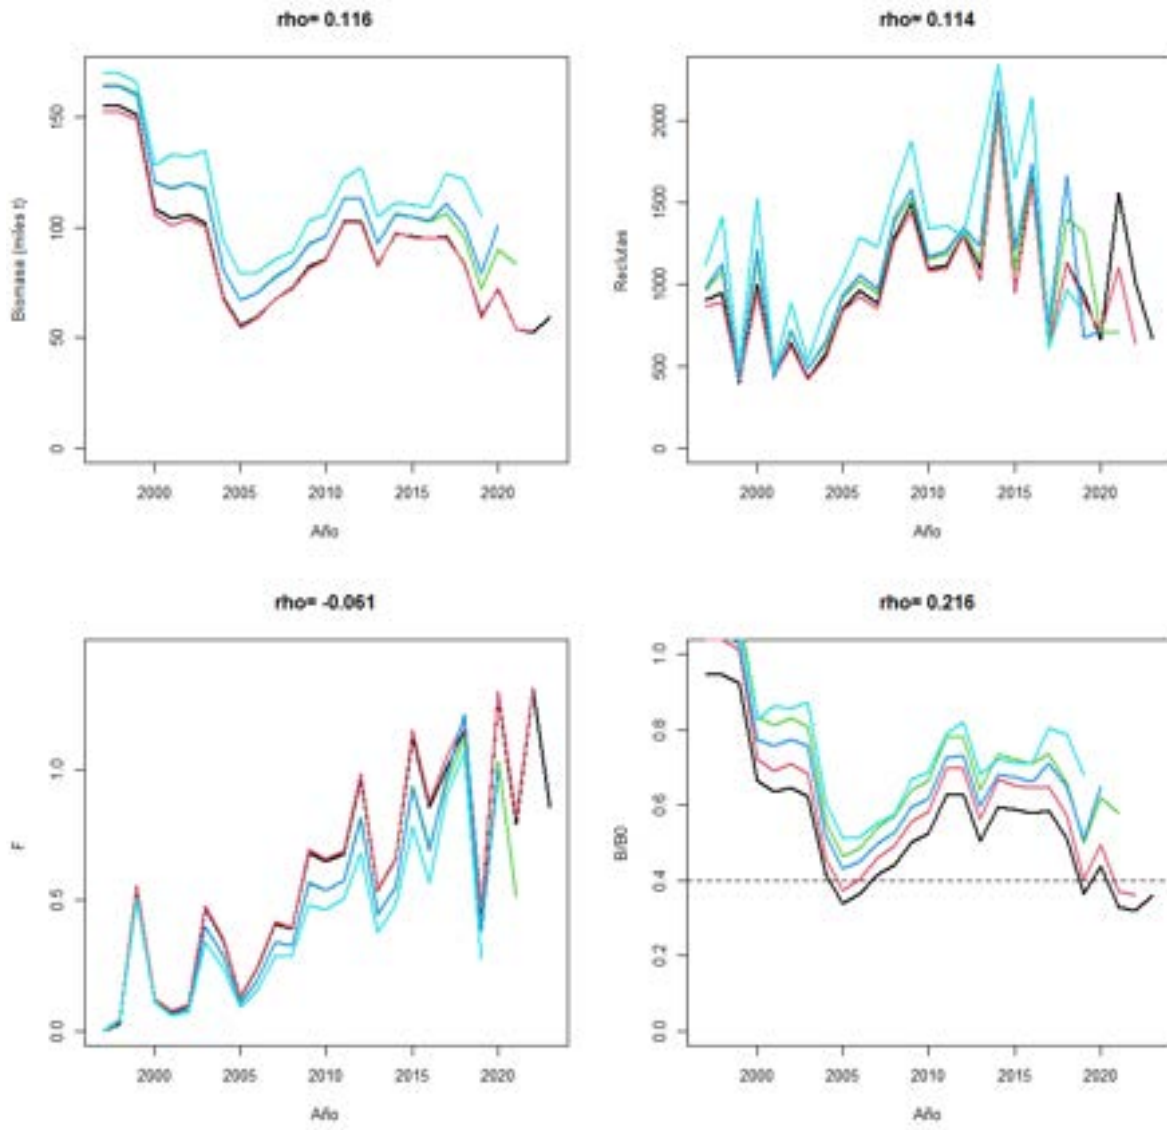 rho= 0.116
rho= 0.114
Biomasa (miles t)
0 50 100 150
2000 2005 2010 2015 2020
Año
Reclutas
0 500 1000 1500 2000
2000 2005 2010 2015 2020
Año
rho= -0.061
rho= 0.216
F
0.0 0.5 1.0
2000 2005 2010 2015 2020
Año
B/B0
0.0 0.2 0.4 0.6 0.8 1.0
2000 2005 2010 2015 2020
Año